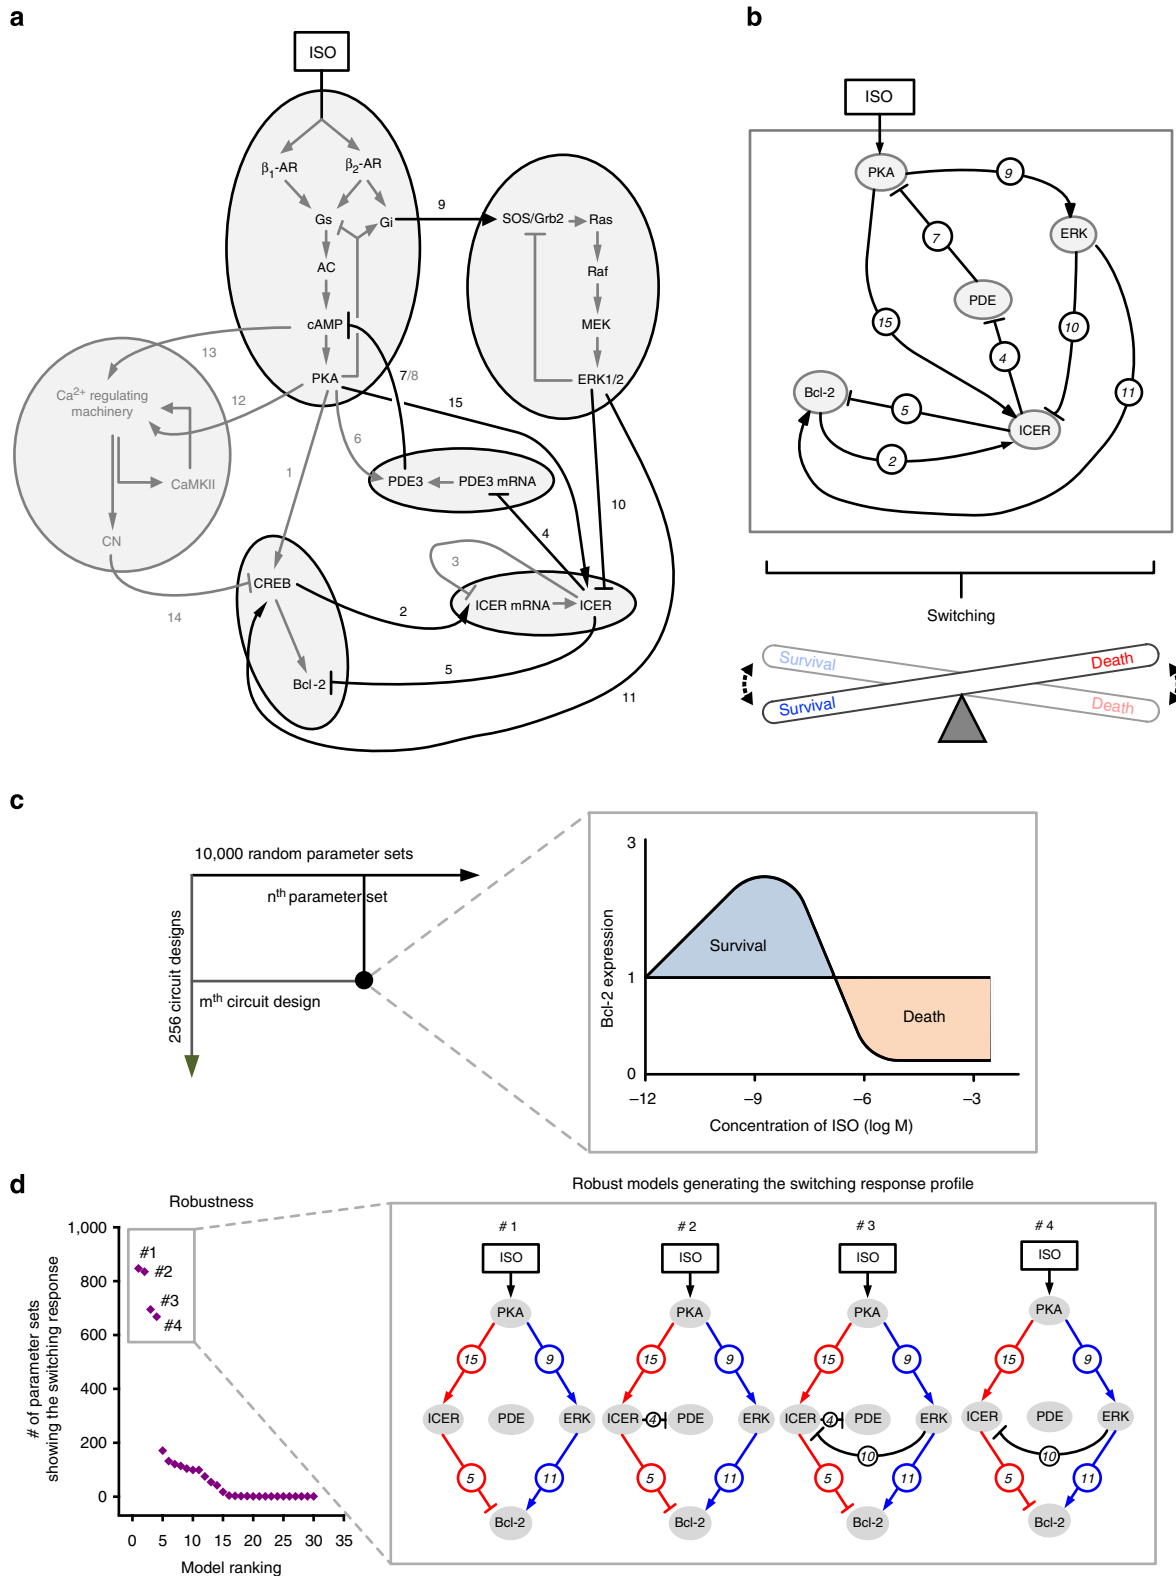 a
ISO
β1-AR
β2-AR
Gs
Gi
AC
cAMP
PKA
9
SOS/Grb2
Ras
Raf
MEK
ERK1/2
13
12
Ca2+ regulating
machinery
CaMKII
CN
14
1
6
7/8
15
PDE3
PDE3 mRNA
10
4
3
CREB
2
ICER mRNA
ICER
Bcl-2
5
11
b
ISO
PKA
9
7
ERK
PDE
15
10
4
Bcl-2
5
11
ICER
2
Switching
Survival
Death
Survival
Death
c
10,000 random parameter sets
nth parameter set
256 circuit designs
mth circuit design
Bcl-2 expression
3
1
0
Survival
Death
−12
−9
−6
−3
Concentration of ISO (log M)
d
Robustness
# of parameter sets
showing the switching response
1,000
800
600
400
200
0
#1
#2
#3
#4
0 5 10 15 20 25 30 35
Model ranking
Robust models generating the switching response profile
# 1
ISO
PKA
15
9
ICER
PDE
ERK
5
11
Bcl-2
# 2
ISO
PKA
15
9
ICER
4
PDE
ERK
5
11
Bcl-2
# 3
ISO
PKA
15
9
ICER
4
PDE
ERK
10
5
11
Bcl-2
# 4
ISO
PKA
15
9
ICER
PDE
ERK
10
5
11
Bcl-2